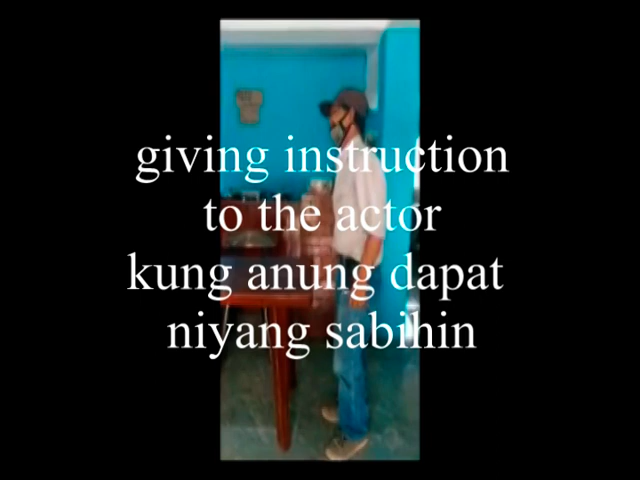 giving instruction
to the actor
kung anung dapat
niyang sabihin